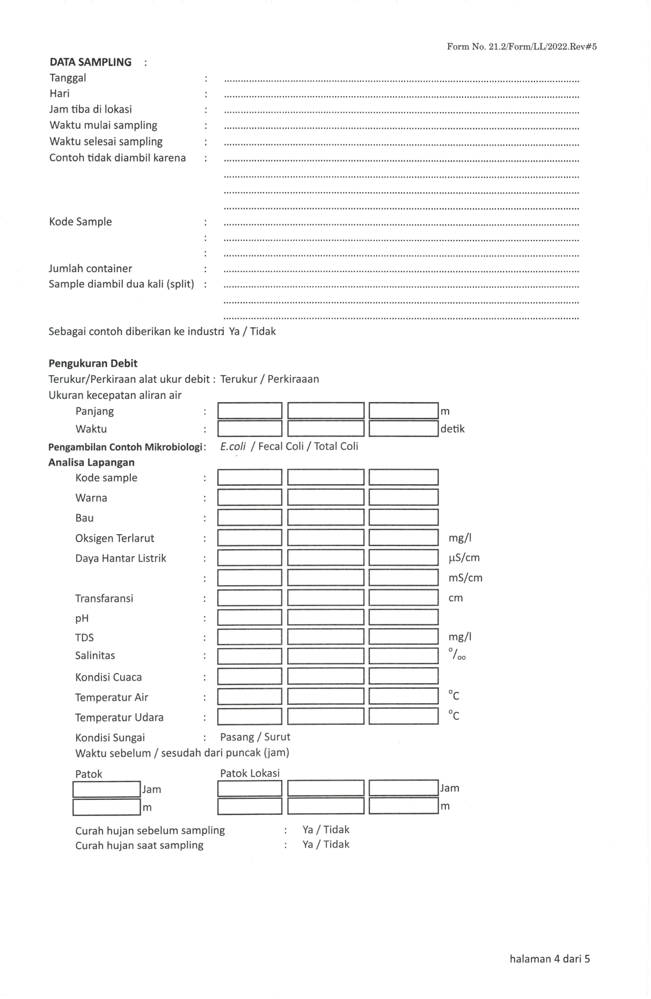 Form No. 21.2/Form/LL/2022.Rev#5
DATA SAMPLING :
Tanggal : ........................................
Hari : ........................................
Jam tiba di lokasi : ........................................
Waktu mulai sampling : ........................................
Waktu selesai sampling : ........................................
Contoh tidak diambil karena : ........................................
........................................
........................................
........................................
Kode Sample : ........................................
: ........................................
: ........................................
Jumlah container : ........................................
Sample diambil dua kali (split) : ........................................
........................................
........................................
Sebagai contoh diberikan ke industri Ya / Tidak
Pengukuran Debit
Terukur/Perkiraan alat ukur debit : Terukur / Perkiraaan
Ukuran kecepatan aliran air
Panjang : m
Waktu : detik
Pengambilan Contoh Mikrobiologi : E.coli / Fecal Coli / Total Coli
Analisa Lapangan
Kode sample :
Warna :
Bau :
Oksigen Terlarut : mg/l
Daya Hantar Listrik : µS/cm
: mS/cm
Transfaransi : cm
pH :
TDS : mg/l
Salinitas : º/oo
Kondisi Cuaca :
Temperatur Air : ºC
Temperatur Udara : ºC
Kondisi Sungai : Pasang / Surut
Waktu sebelum / sesudah dari puncak (jam)
Patok Patok Lokasi
Jam Jam
m m
Curah hujan sebelum sampling : Ya / Tidak
Curah hujan saat sampling : Ya / Tidak
halaman 4 dari 5